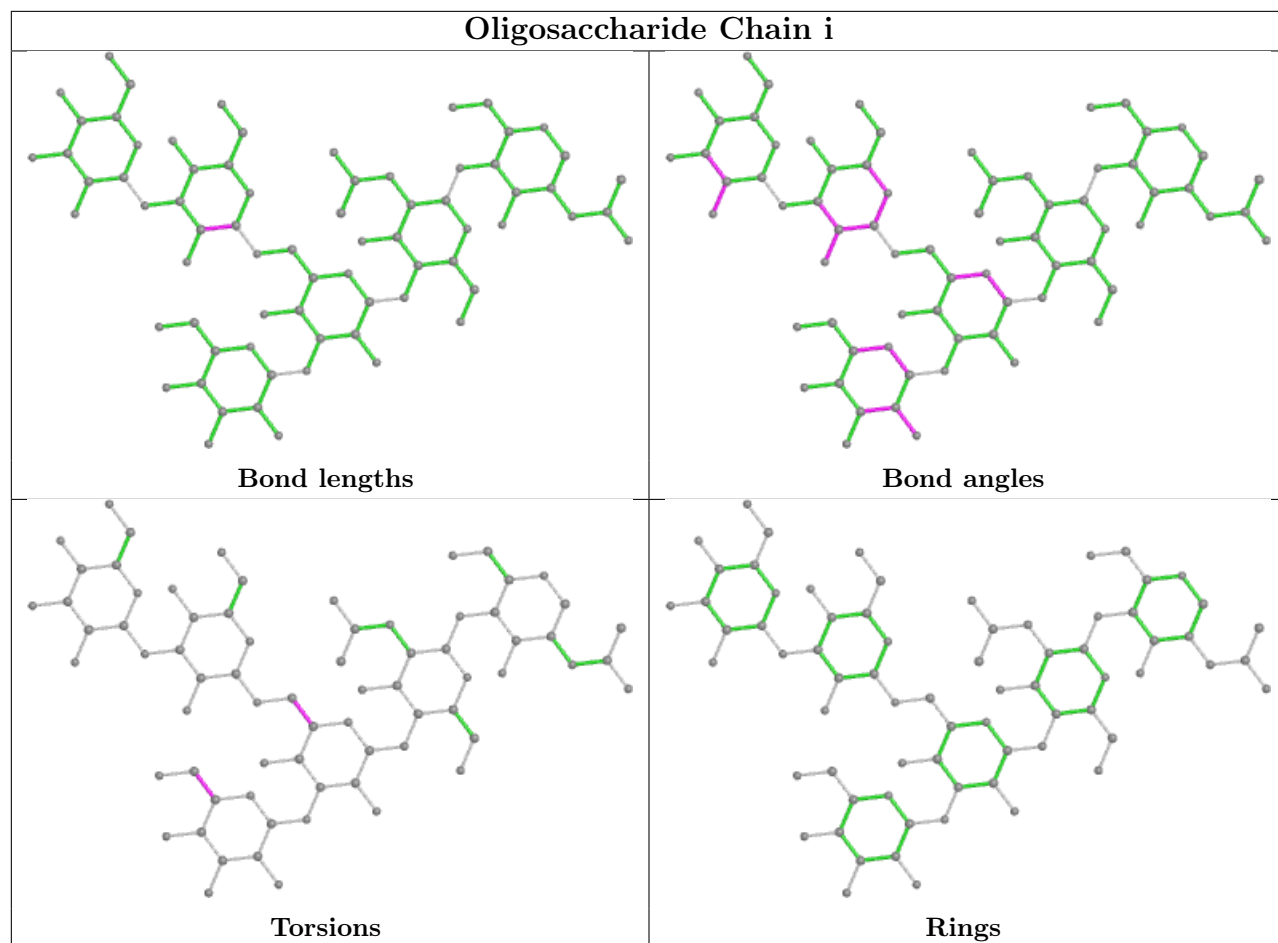 Oligosaccharide Chain i
Bond lengths
Bond angles
Torsions
Rings